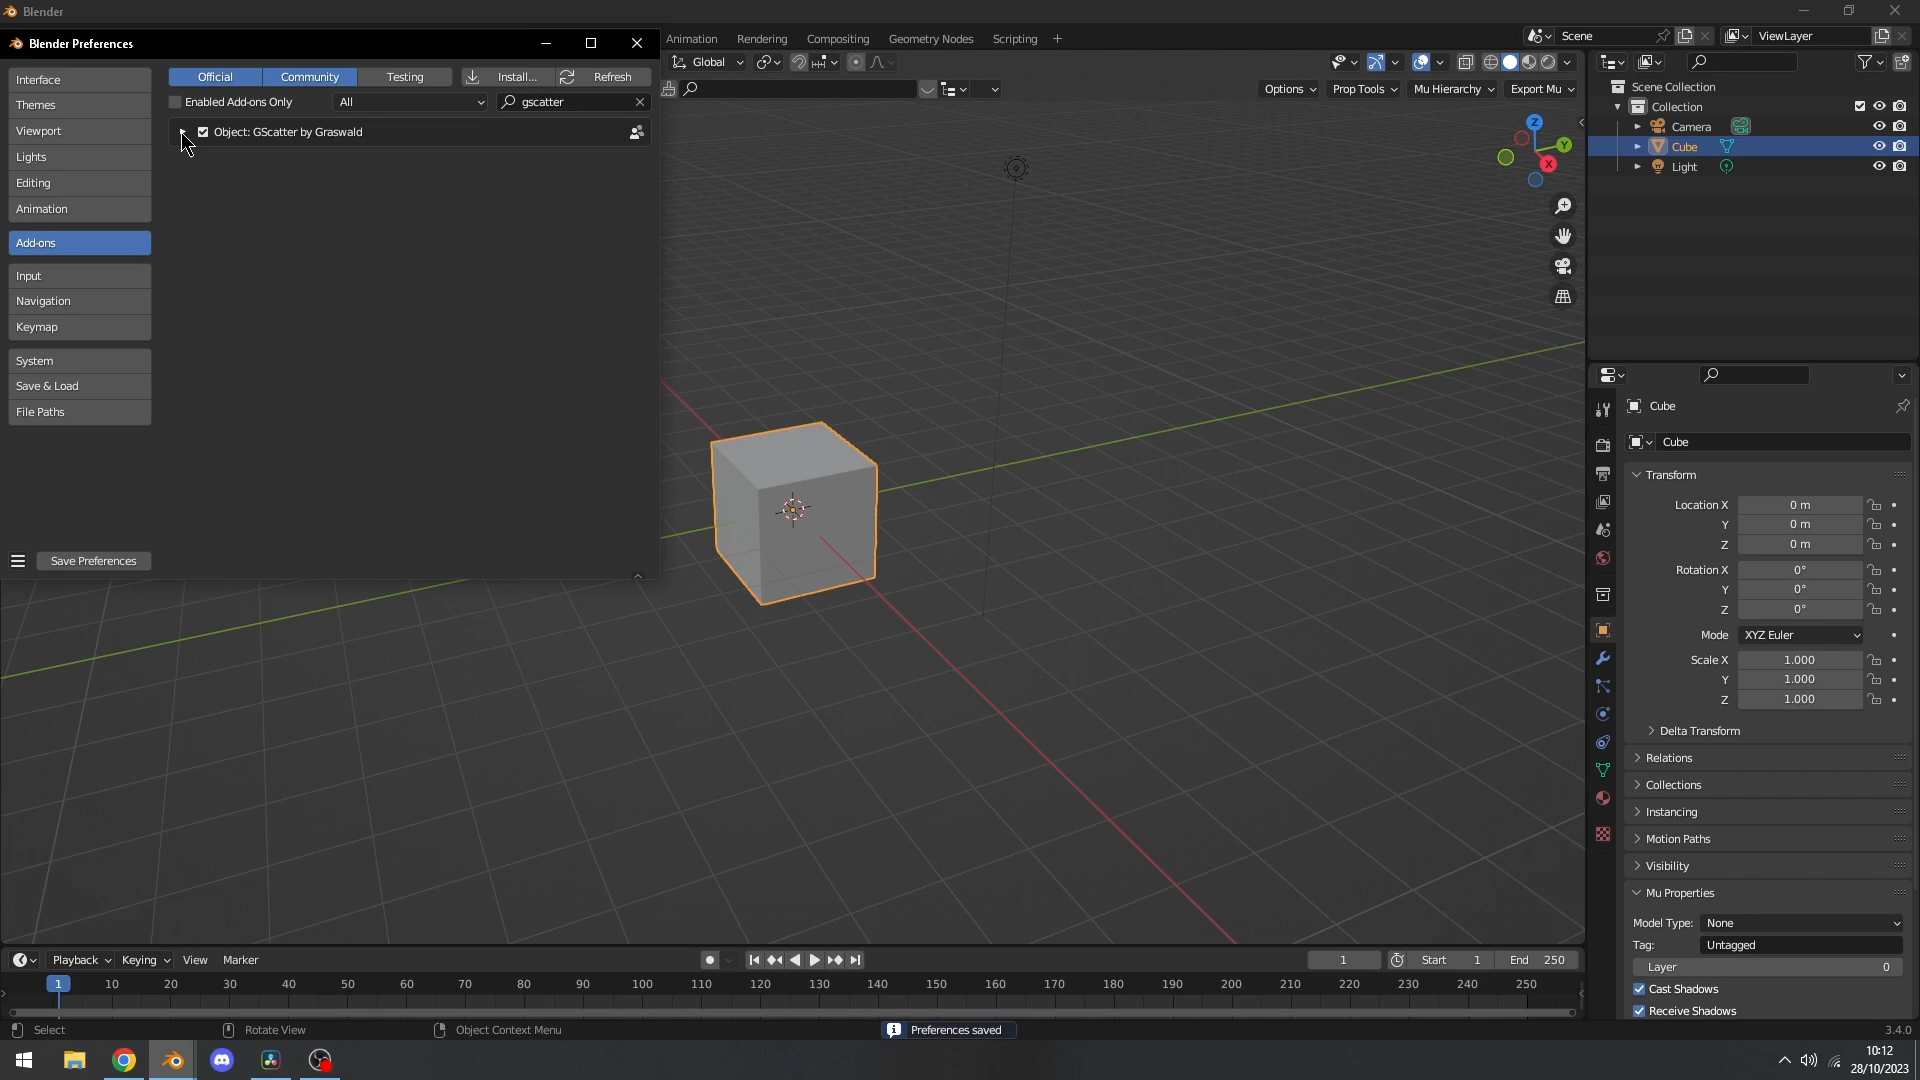 Blender
Blender Preferences
Interface
Themes
Viewport
Lights
Editing
Animation
Add-ons
Input
Navigation
Keymap
System
Save & Load
File Paths
Save Preferences
Official Community Testing Install... Refresh
Enabled Add-ons Only All gscatter
Object: GScatter by Graswald
Animation Rendering Compositing Geometry Nodes Scripting +
Global
Options Prop Tools Mu Hierarchy Export Mu
Z
Y
X
Scene ViewLayer
Scene Collection
Collection
Camera
Cube
Light
Cube
Cube
Transform
Location X 0 m
Y 0 m
Z 0 m
Rotation X 0°
Y 0°
Z 0°
Mode XYZ Euler
Scale X 1.000
Y 1.000
Z 1.000
Delta Transform
Relations
Collections
Instancing
Motion Paths
Visibility
Mu Properties
Model Type: None
Tag: Untagged
Layer 0
Cast Shadows
Receive Shadows
Playback Keying View Marker 1 Start 1 End 250
1 10 20 30 40 50 60 70 80 90 100 110 120 130 140 150 160 170 180 190 200 210 220 230 240 250
Select Rotate View Object Context Menu Preferences saved 3.4.0
10:12
28/10/2023